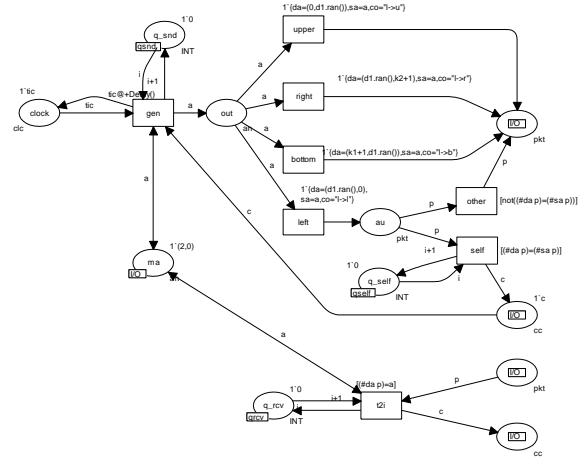 1`{da=(0,d1.ran()),sa=a,co="l->u"}
1`0
q_snd
qsnd
INT
upper
i
i+1
a
1`tic
tic@+Delay()
1`{da=(d1.ran(),k2+1),sa=a,co="l->r"}
clock
tic
gen
a
out
a
right
I/O
clc
an
a
pkt
bottom
1`{da=(k1+1,d1.ran()),sa=a,co="l->b"}
a
p
a
1`{da=(d1.ran(),0),
sa=a,co="l->l"}
other
[not((#da p)=(#sa p))]
c
p
left
au
p
pkt
i+1
self
[(#da p)=(#sa p)]
1`(2,0)
ma
I/O
an
1`0
q_self
i
c
qself
INT
1`c
I/O
cc
a
[(#da p)=a]
p
I/O
1`0
i+1
pkt
q_rcv
i
t2i
qrcv
c
INT
I/O
cc